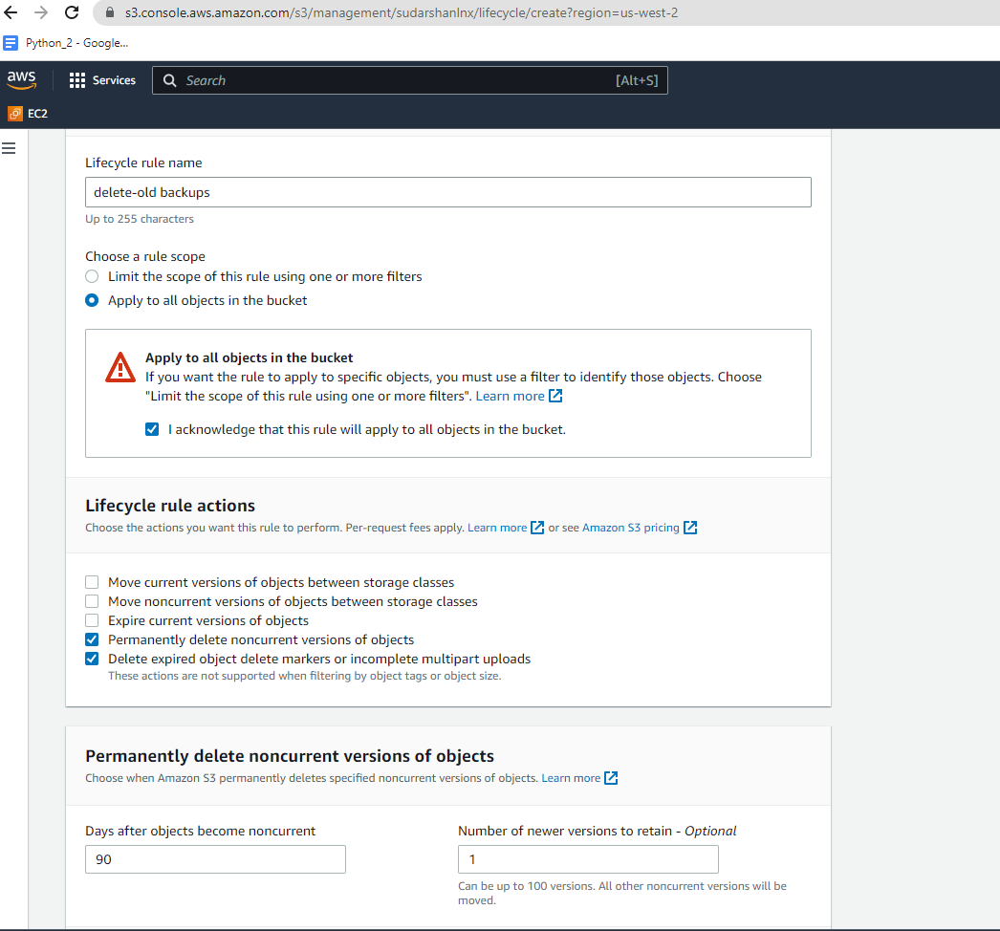 s3.console.aws.amazon.com/s3/management/sudarshanlnx/lifecycle/create?region=us-west-2
Python_2 - Google...
aws Services Search [Alt+S]
EC2
Lifecycle rule name
delete-old backups
Up to 255 characters
Choose a rule scope
Limit the scope of this rule using one or more filters
Apply to all objects in the bucket
Apply to all objects in the bucket
If you want the rule to apply to specific objects, you must use a filter to identify those objects. Choose
"Limit the scope of this rule using one or more filters". Learn more
I acknowledge that this rule will apply to all objects in the bucket.
Lifecycle rule actions
Choose the actions you want this rule to perform. Per-request fees apply. Learn more or see Amazon S3 pricing
Move current versions of objects between storage classes
Move noncurrent versions of objects between storage classes
Expire current versions of objects
Permanently delete noncurrent versions of objects
Delete expired object delete markers or incomplete multipart uploads
These actions are not supported when filtering by object tags or object size.
Permanently delete noncurrent versions of objects
Choose when Amazon S3 permanently deletes specified noncurrent versions of objects. Learn more
Days after objects become noncurrent
90
Number of newer versions to retain - Optional
1
Can be up to 100 versions. All other noncurrent versions will be
moved.